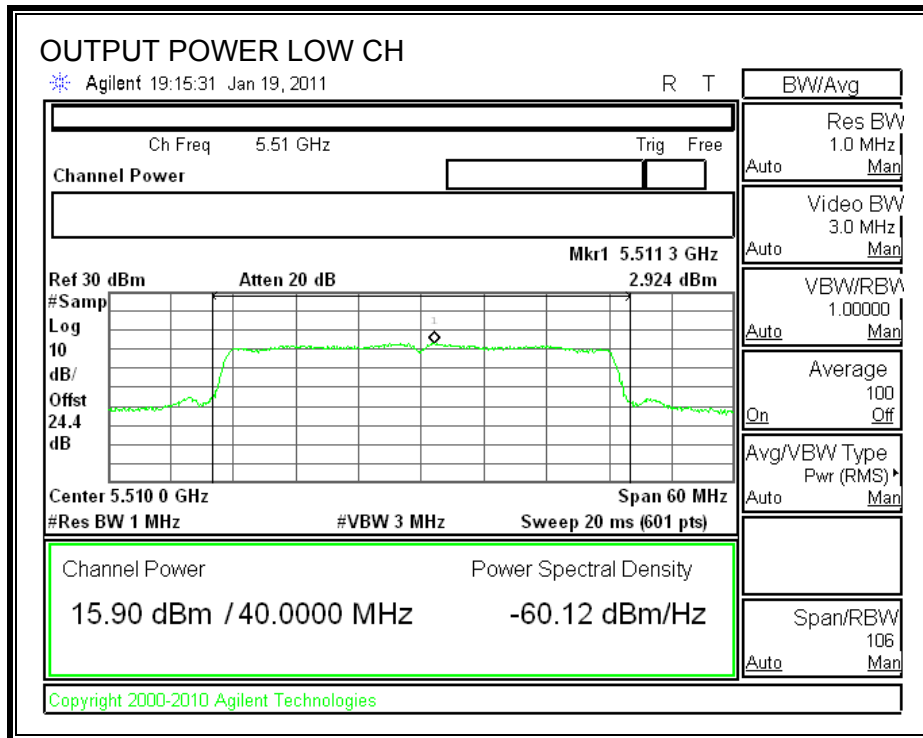 OUTPUT POWER LOW CH
Agilent 19:15:31 Jan 19, 2011 R T
Ch Freq 5.51 GHz Trig Free
Channel Power
Mkr1 5.511 3 GHz
Ref 30 dBm Atten 20 dB 2.924 dBm
#Samp
Log
10
dB/
Offst
24.4
dB
1
Center 5.510 0 GHz Span 60 MHz
#Res BW 1 MHz #VBW 3 MHz Sweep 20 ms (601 pts)
Channel Power Power Spectral Density
15.90 dBm / 40.0000 MHz -60.12 dBm/Hz
Copyright 2000-2010 Agilent Technologies
BW/Avg
Res BW
1.0 MHz
Auto Man
Video BW
3.0 MHz
Auto Man
VBW/RBW
1.00000
Auto Man
Average
100
On Off
Avg/VBW Type
Pwr (RMS)
Auto Man
Span/RBW
106
Auto Man